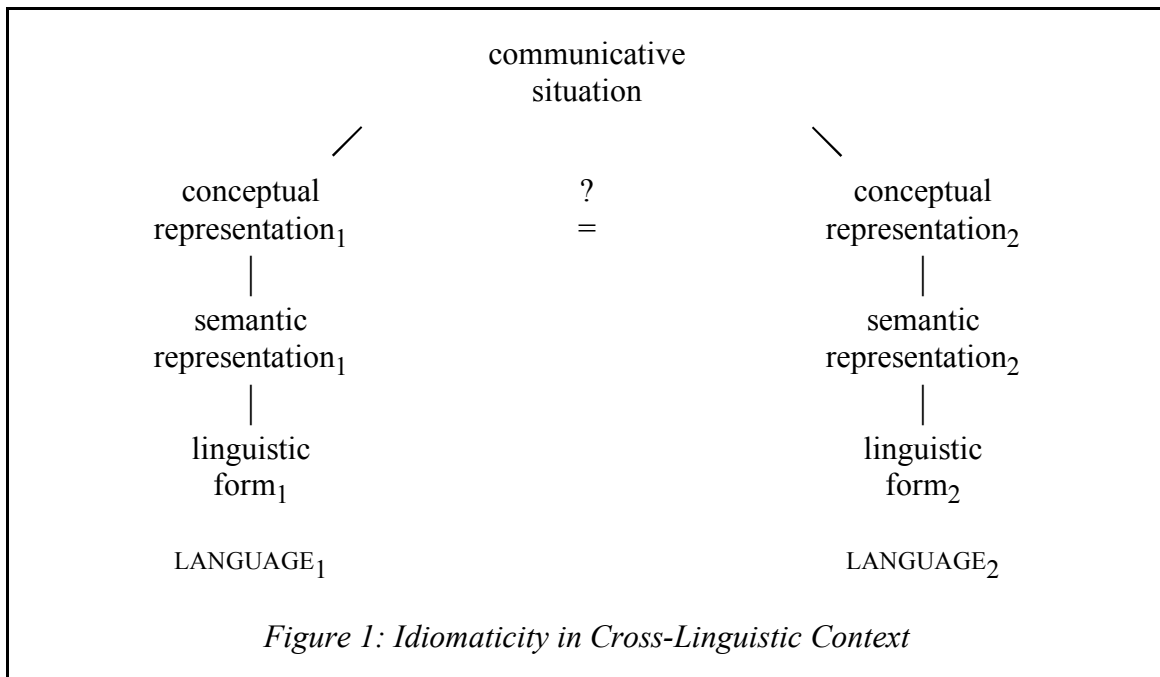 communicative
situation
conceptual ? conceptual
representation₁ = representation₂
semantic semantic
representation₁ representation₂
linguistic linguistic
form₁ form₂
LANGUAGE₁ LANGUAGE₂
Figure 1: Idiomaticity in Cross-Linguistic Context